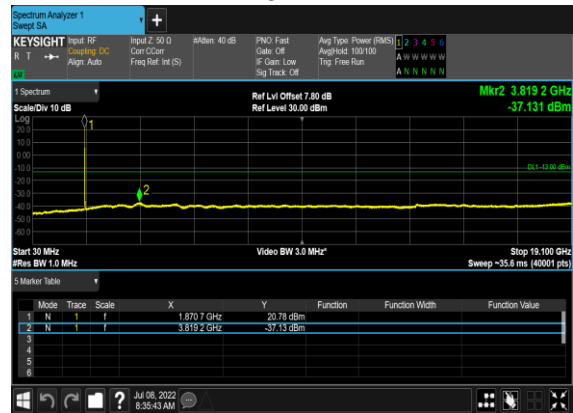 Spectrum Analyzer 1
Swept SA
KEYSIGHT Input: RF Input Z: 50 Ω #Atten: 40 dB PNO: Fast Avg Type: Power (RMS) 1 2 3 4 5 6
R T Coupling: DC Corr CCorr Gate: Off Avg|Hold: 100/100 A W W W W W
Align: Auto Freq Ref: Int (S) IF Gain: Low Trig: Free Run
LXI Sig Track: Off A N N N N N
1 Spectrum Ref Lvl Offset 7.80 dB Mkr2 3.819 2 GHz
Scale/Div 10 dB Ref Level 30.00 dBm -37.131 dBm
Log
1
20.0
10.0
0.00
-10.0
DL1 -13.00 dBm
-20.0
-30.0
2
-40.0
-50.0
-60.0
Start 30 MHz Video BW 3.0 MHz* Stop 19.100 GHz
#Res BW 1.0 MHz Sweep ~35.6 ms (40001 pts)
5 Marker Table
Mode Trace Scale X Y Function Function Width Function Value
1 N 1 f 1.870 7 GHz 20.78 dBm
2 N 1 f 3.819 2 GHz -37.13 dBm
3
4
5
6
? Jul 08, 2022
8:35:43 AM